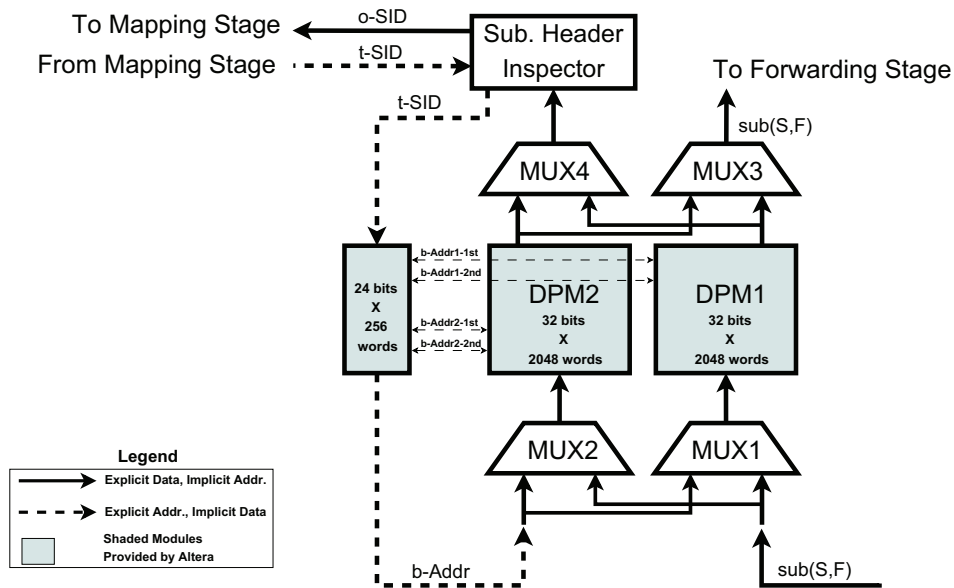 To Mapping Stage
o-SID
From Mapping Stage
t-SID
Sub. Header
Inspector
To Forwarding Stage
t-SID
sub(S,F)
MUX4
MUX3
b-Addr1-1st
b-Addr1-2nd
b-Addr2-1st
b-Addr2-2nd
24 bits
X
256
words
DPM2
32 bits
X
2048 words
DPM1
32 bits
X
2048 words
MUX2
MUX1
b-Addr
sub(S,F)
Legend
Explicit Data, Implicit Addr.
Explicit Addr., Implicit Data
Shaded Modules
Provided by Altera